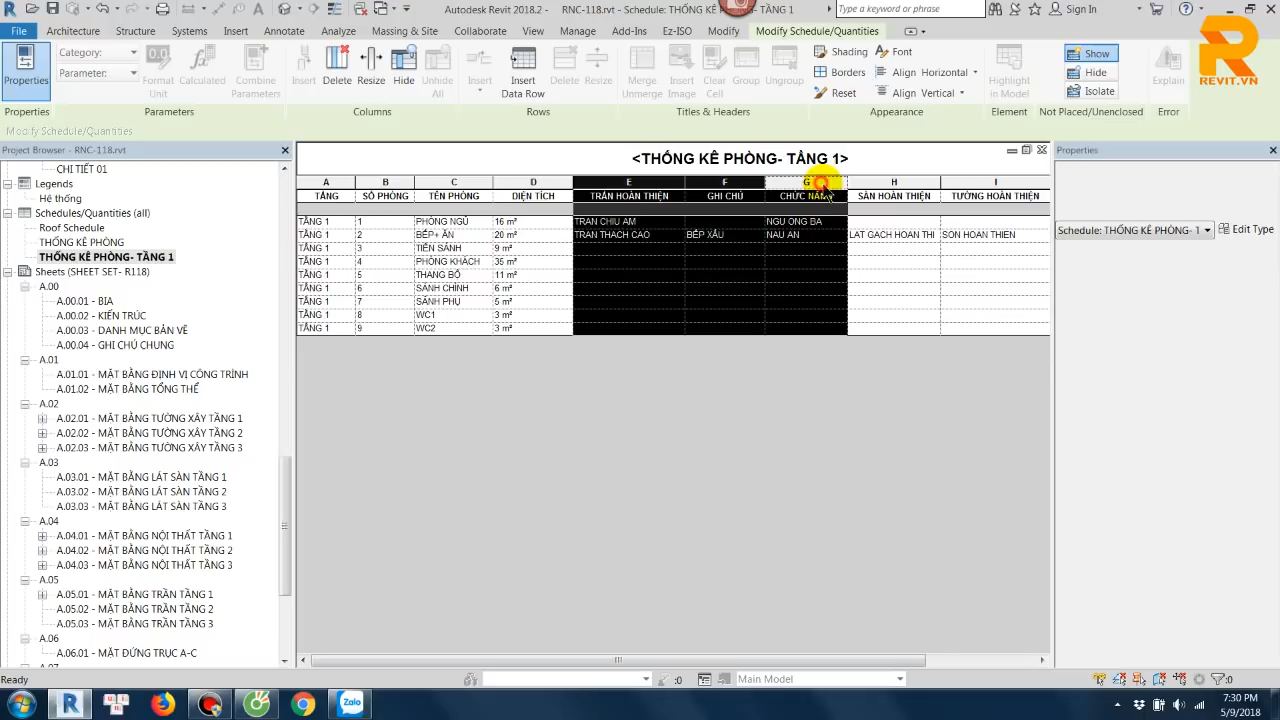 Autodesk Revit 2018.2 - RNC-118.rvt - Schedule: THỐNG KÊ PHÒNG- TẦNG 1
Type a keyword or phrase
Sign In
File Architecture Structure Systems Insert Annotate Analyze Massing & Site Collaborate View Manage Add-Ins Ez-ISO Modify Modify Schedule/Quantities
Properties
Category:
Parameter:
Format Unit
Calculated
Combine Parameters
Insert Delete Resize Hide Unhide All
Insert
Insert Data Row
Delete Resize
Merge Unmerge
Insert Image
Clear Cell
Group Ungroup
Shading Font
Borders Align Horizontal
Reset Align Vertical
Highlight in Model
Show
Hide
Isolate
Explain
REVIT.VN
Properties Parameters Columns Rows Titles & Headers Appearance Element Not Placed/Unenclosed Error
Modify Schedule/Quantities
Project Browser - RNC-118.rvt
CHI TIẾT 01
Legends
Hệ thống
Schedules/Quantities (all)
Roof Schedule
THỐNG KÊ PHÒNG
THỐNG KÊ PHÒNG- TẦNG 1
Sheets (SHEET SET- R118)
A.00
A.00.01 - BÌA
A.00.02 - KIẾN TRÚC
A.00.03 - DANH MỤC BẢN VẼ
A.00.04 - GHI CHÚ CHUNG
A.01
A.01.01 - MẶT BẰNG ĐỊNH VỊ CÔNG TRÌNH
A.01.02 - MẶT BẰNG TỔNG THỂ
A.02
A.02.01 - MẶT BẰNG TƯỜNG XÂY TẦNG 1
A.02.02 - MẶT BẰNG TƯỜNG XÂY TẦNG 2
A.02.03 - MẶT BẰNG TƯỜNG XÂY TẦNG 3
A.03
A.03.01 - MẶT BẰNG LÁT SÀN TẦNG 1
A.03.02 - MẶT BẰNG LÁT SÀN TẦNG 2
A.03.03 - MẶT BẰNG LÁT SÀN TẦNG 3
A.04
A.04.01 - MẶT BẰNG NỘI THẤT TẦNG 1
A.04.02 - MẶT BẰNG NỘI THẤT TẦNG 2
A.04.03 - MẶT BẰNG NỘI THẤT TẦNG 3
A.05
A.05.01 - MẶT BẰNG TRẦN TẦNG 1
A.05.02 - MẶT BẰNG TRẦN TẦNG 2
A.05.03 - MẶT BẰNG TRẦN TẦNG 3
A.06
A.06.01 - MẶT ĐỨNG TRỤC A-C
<THỐNG KÊ PHÒNG- TẦNG 1>
A B C D E F G H I
TẦNG SỐ PHÒNG TÊN PHÒNG DIỆN TÍCH TRẦN HOÀN THIỆN GHI CHÚ CHỨC NĂNG SÀN HOÀN THIỆN TƯỜNG HOÀN THIỆN
TẦNG 1 1 PHÒNG NGỦ 16 m² TRAN CHIU AM NGU ONG BA
TẦNG 1 2 BẾP+ ĂN 20 m² TRAN THACH CAO BẾP XẤU NAU AN LAT GACH HOAN THI SON HOAN THIEN
TẦNG 1 3 TIỀN SẢNH 9 m²
TẦNG 1 4 PHÒNG KHÁCH 35 m²
TẦNG 1 5 THANG BỘ 11 m²
TẦNG 1 6 SẢNH CHÍNH 6 m²
TẦNG 1 7 SẢNH PHỤ 5 m²
TẦNG 1 8 WC1 3 m²
TẦNG 1 9 WC2 3 m²
Properties
Schedule: THỐNG KÊ PHÒNG- TẦNG 1
Edit Type
Ready
:0
Main Model
:0
Zalo
7:30 PM
5/9/2018